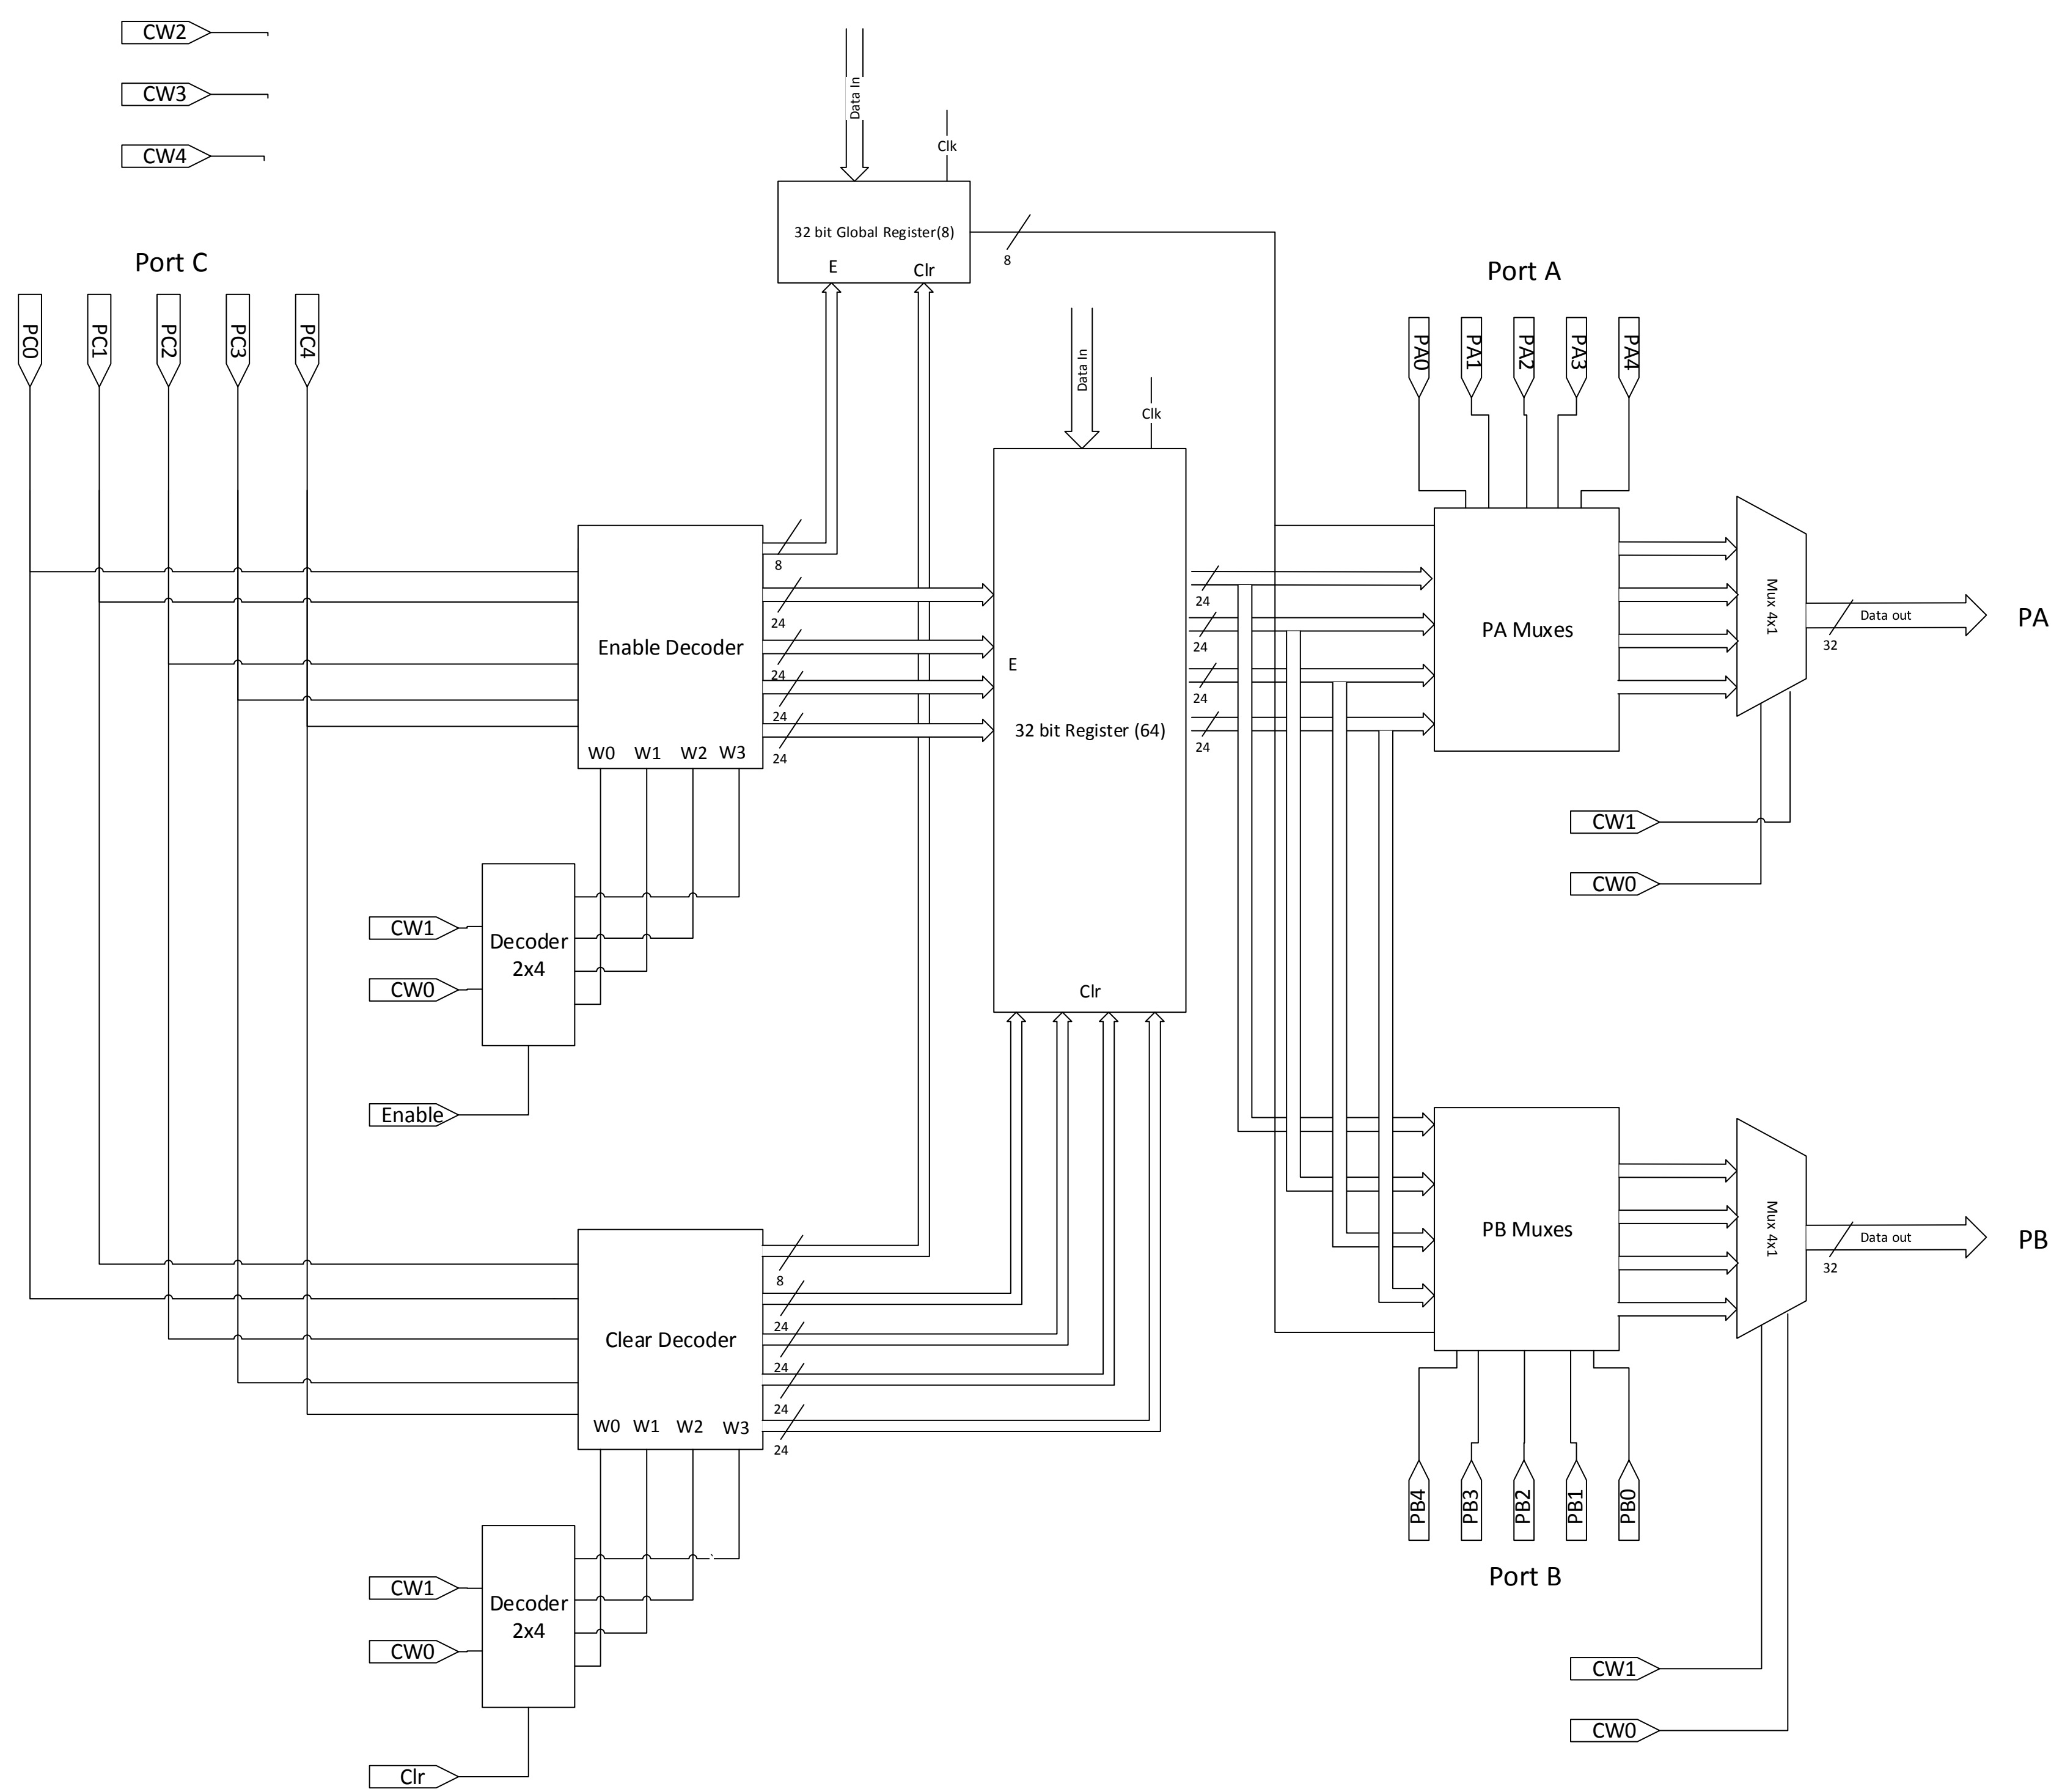 CW2
CW3
CW4
Data In
Clk
32 bit Global Register(8)
E
Clr
8
Port C
PC0
PC1
PC2
PC3
PC4
Port A
PA0
PA1
PA2
PA3
PA4
Data In
Clk
Enable Decoder
W0
W1
W2
W3
8
24
24
24
24
E
32 bit Register (64)
Clr
24
24
24
24
PA Muxes
Mux 4x1
Data out
32
PA
CW1
CW0
CW1
CW0
Decoder
2x4
Enable
PB Muxes
Mux 4x1
Data out
32
PB
Clear Decoder
W0
W1
W2
W3
8
24
24
24
24
PB4
PB3
PB2
PB1
PB0
Port B
CW1
CW0
Decoder
2x4
Clr
CW1
CW0